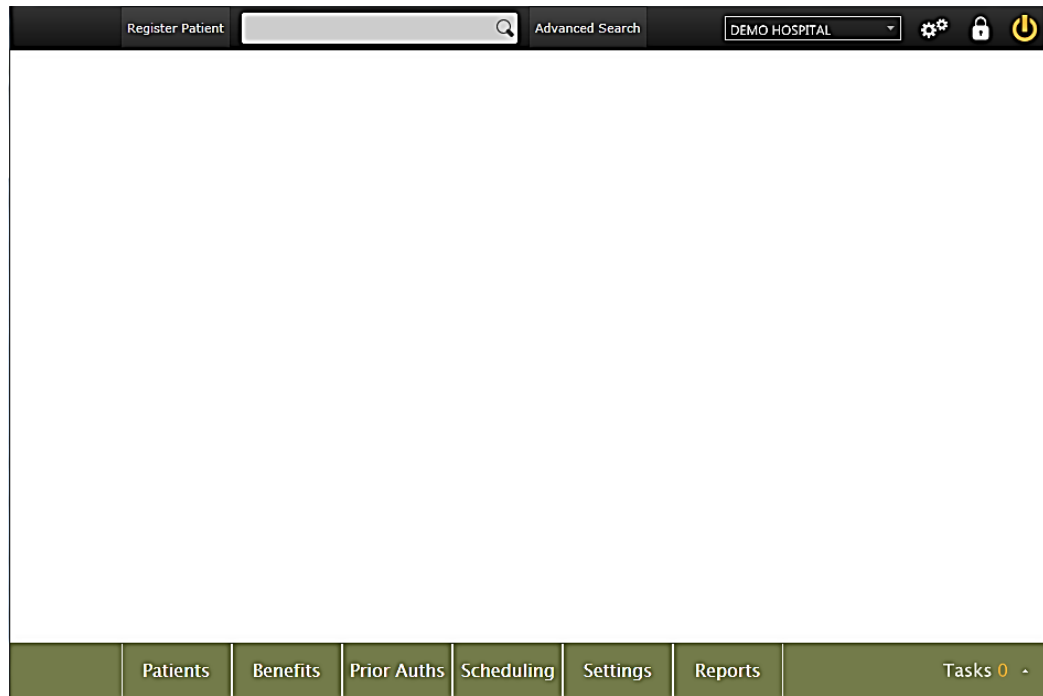 Register Patient Advanced Search DEMO HOSPITAL
Patients Benefits Prior Auths Scheduling Settings Reports Tasks 0